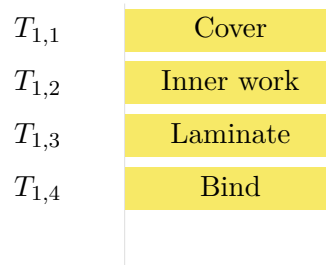 T1,1 Cover
T1,2 Inner work
T1,3 Laminate
T1,4 Bind